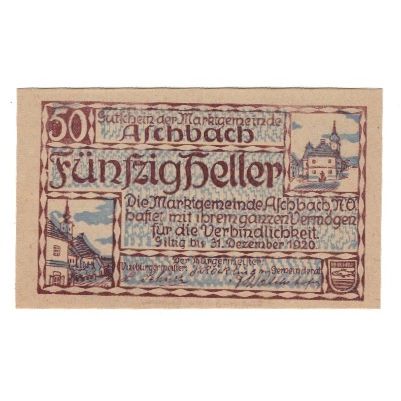 50
Gutschein der Marktgemeinde
Aschbach
Fünfzig Heller
Die Marktgemeinde Aschbach N.Ö.
haftet mit ihrem ganzen Vermögen
für die Verbindlichkeit
Giltig bis 31. Dezember 1920.
Der Bürgermeister
Vizebürgermeister
Gemeinderat